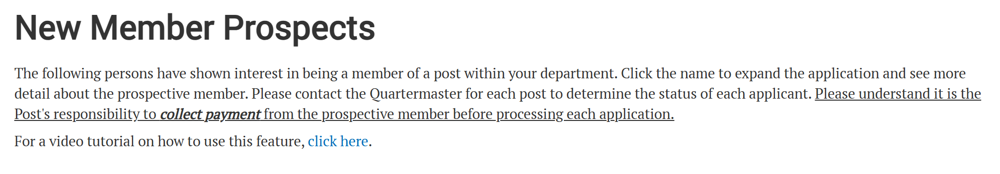 New Member Prospects
The following persons have shown interest in being a member of a post within your department. Click the name to expand the application and see more
detail about the prospective member. Please contact the Quartermaster for each post to determine the status of each applicant. Please understand it is the
Post's responsibility to collect payment from the prospective member before processing each application.
For a video tutorial on how to use this feature, click here.